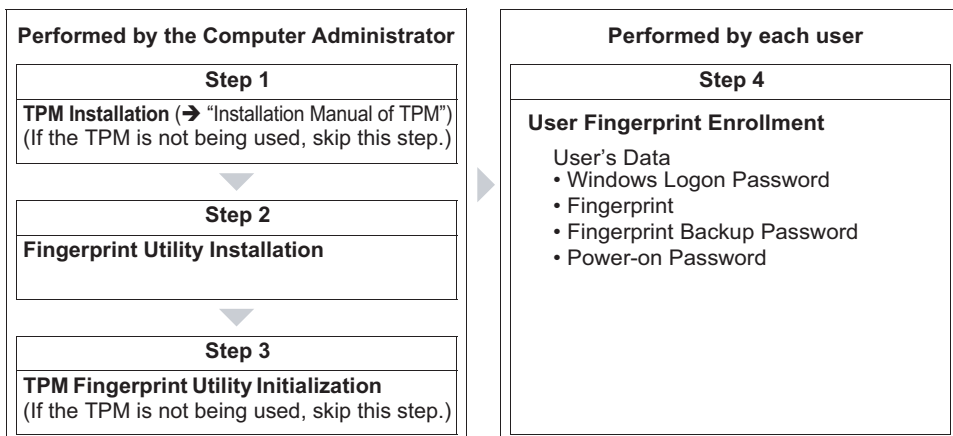 Performed by the Computer Administrator
Step 1
TPM Installation (➔ “Installation Manual of TPM”)
(If the TPM is not being used, skip this step.)
Step 2
Fingerprint Utility Installation
Step 3
TPM Fingerprint Utility Initialization
(If the TPM is not being used, skip this step.)
Performed by each user
Step 4
User Fingerprint Enrollment
User’s Data
• Windows Logon Password
• Fingerprint
• Fingerprint Backup Password
• Power-on Password